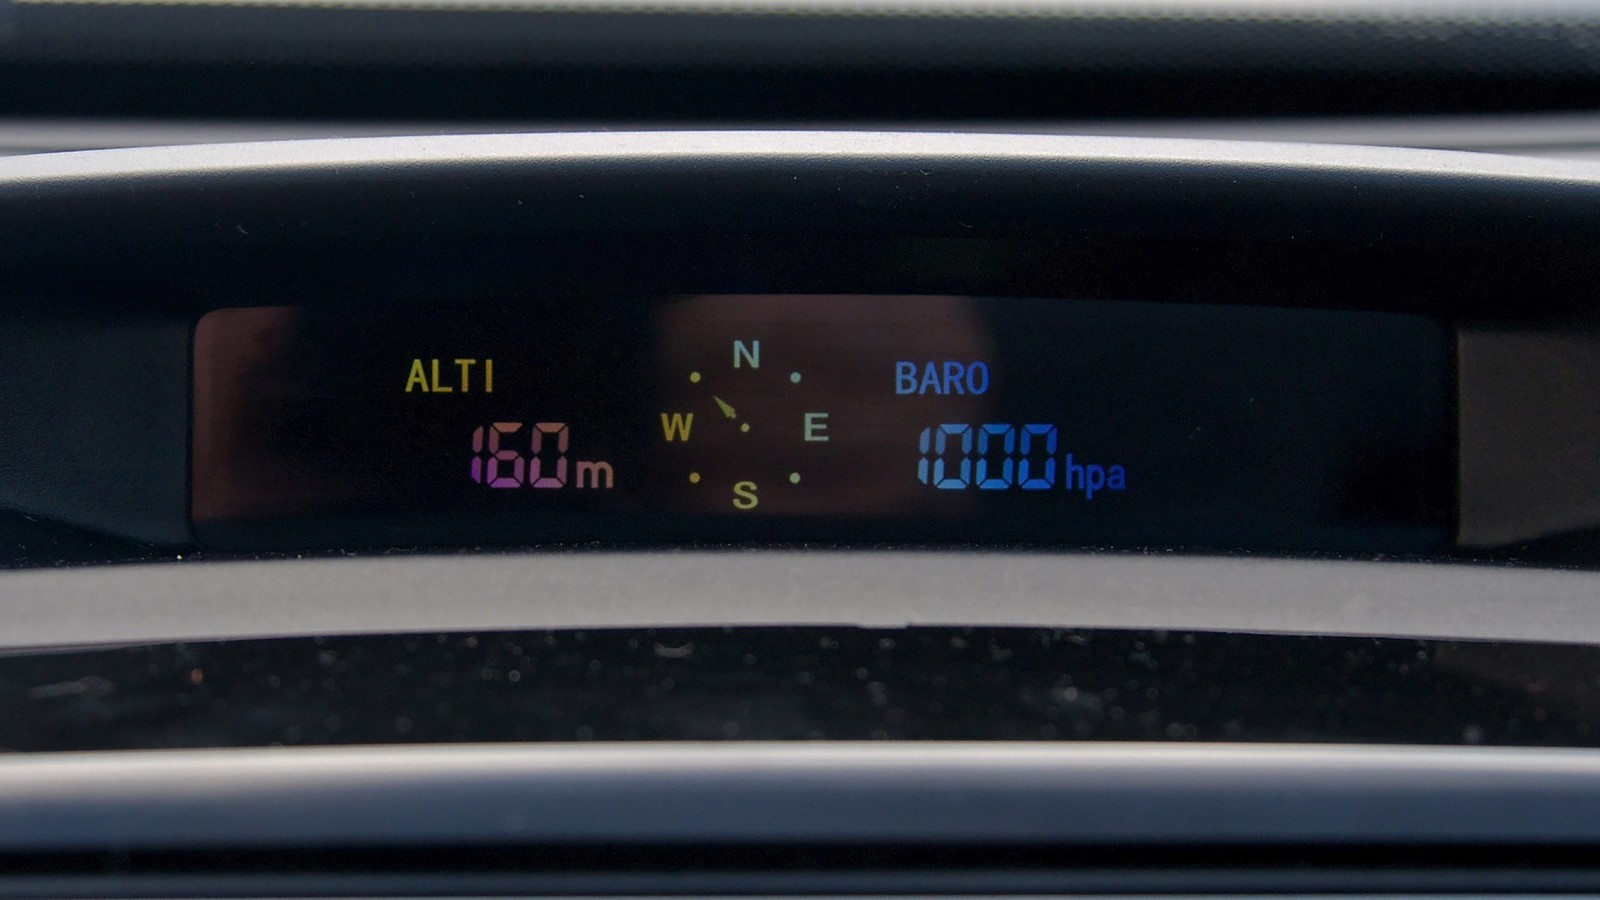 ALTI
160m
N
W E
S
BARO
1000hpa